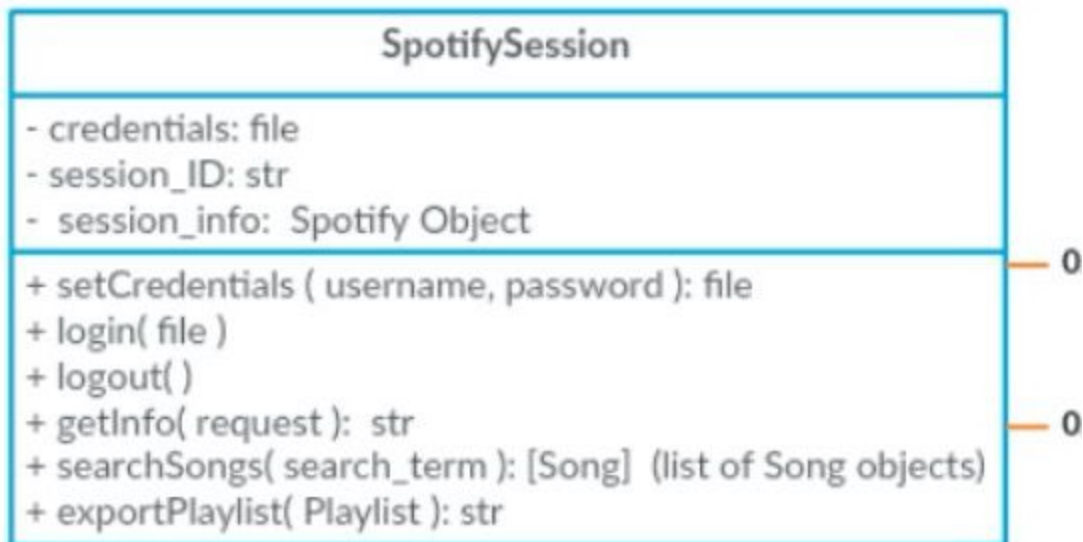 SpotifySession
- credentials: file
- session_ID: str
- session_info: Spotify Object
+ setCredentials ( username, password ): file
+ login( file )
+ logout( )
+ getInfo( request ): str
+ searchSongs( search_term ): [Song] (list of Song objects)
+ exportPlaylist( Playlist ): str
0
0